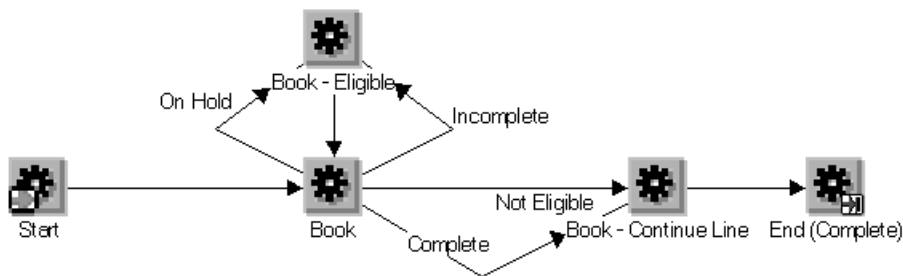 Book - Eligible
On Hold
Incomplete
Start
Book
Not Eligible
Book - Continue Line
End (Complete)
Complete